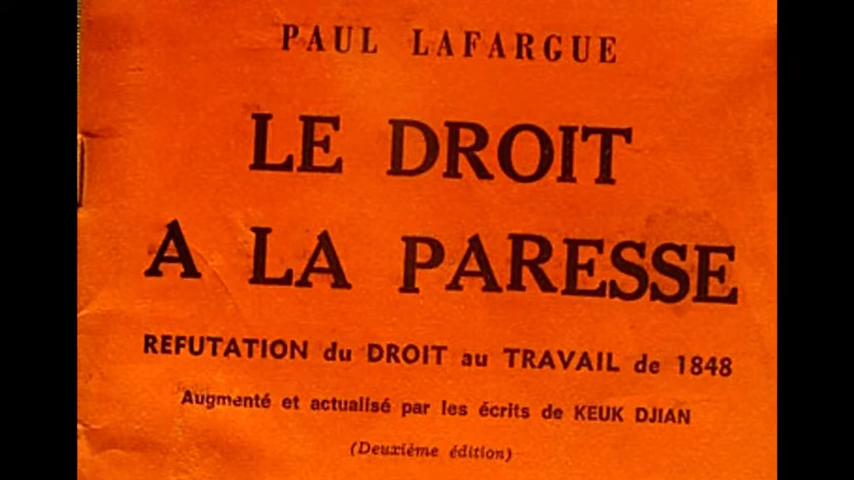 PAUL LAFARGUE
LE DROIT
A LA PARESSE
REFUTATION du DROIT au TRAVAIL de 1848
Augmenté et actualisé par les écrits de KEUK DJIAN
(Deuxième édition)